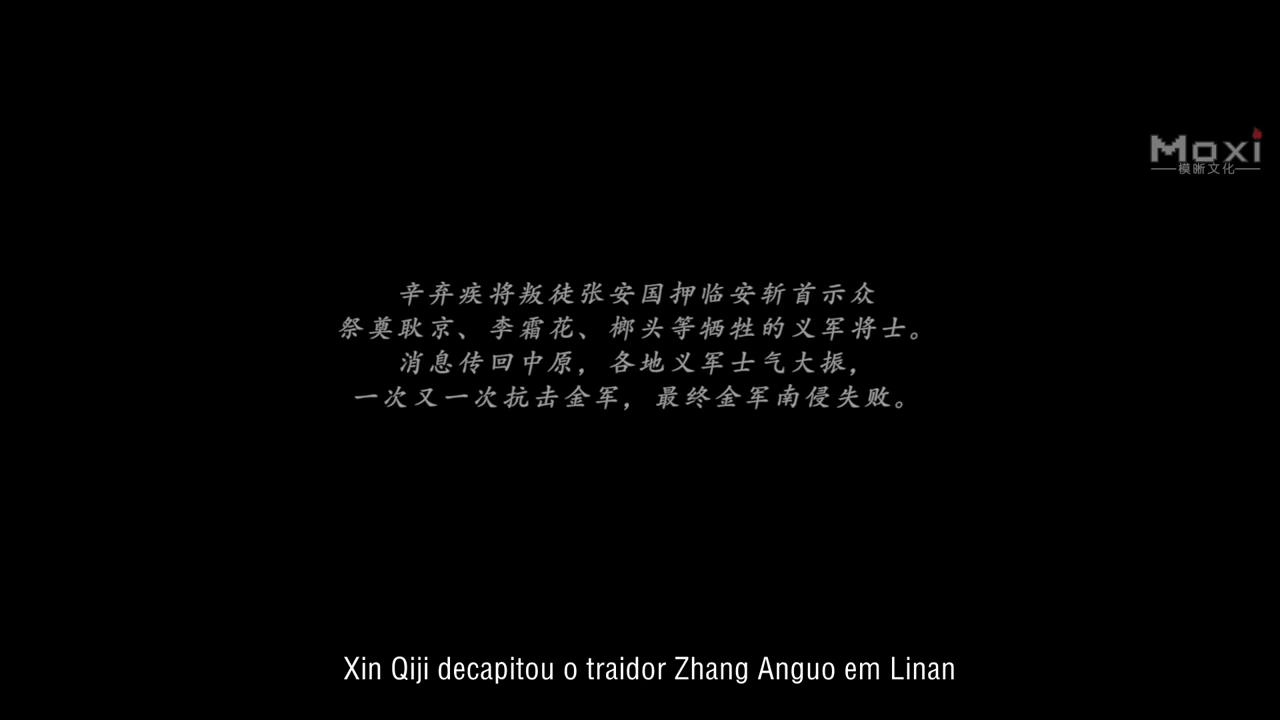 Moxi
模晰文化
辛弃疾将叛徒张安国押临安斩首示众
祭奠耿京、李霜花、榔头等牺牲的义军将士。
消息传回中原，各地义军士气大振，
一次又一次抗击金军，最终金军南侵失败。
Xin Qiji decapitou o traidor Zhang Anguo em Linan